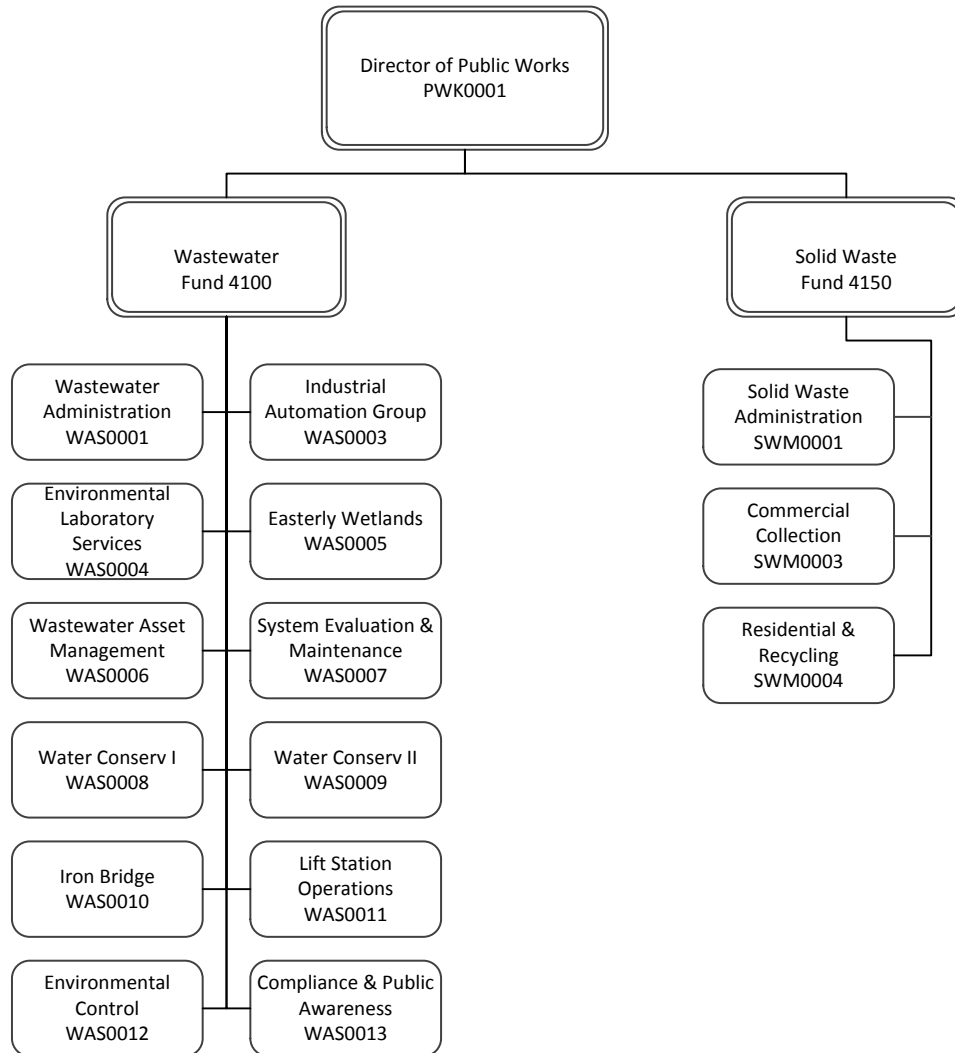 Director of Public Works
PWK0001
Wastewater
Fund 4100
Solid Waste
Fund 4150
Wastewater
Administration
WAS0001
Industrial
Automation Group
WAS0003
Solid Waste
Administration
SWM0001
Environmental
Laboratory
Services
WAS0004
Easterly Wetlands
WAS0005
Commercial
Collection
SWM0003
Wastewater Asset
Management
WAS0006
System Evaluation &
Maintenance
WAS0007
Residential &
Recycling
SWM0004
Water Conserv I
WAS0008
Water Conserv II
WAS0009
Iron Bridge
WAS0010
Lift Station
Operations
WAS0011
Environmental
Control
WAS0012
Compliance & Public
Awareness
WAS0013